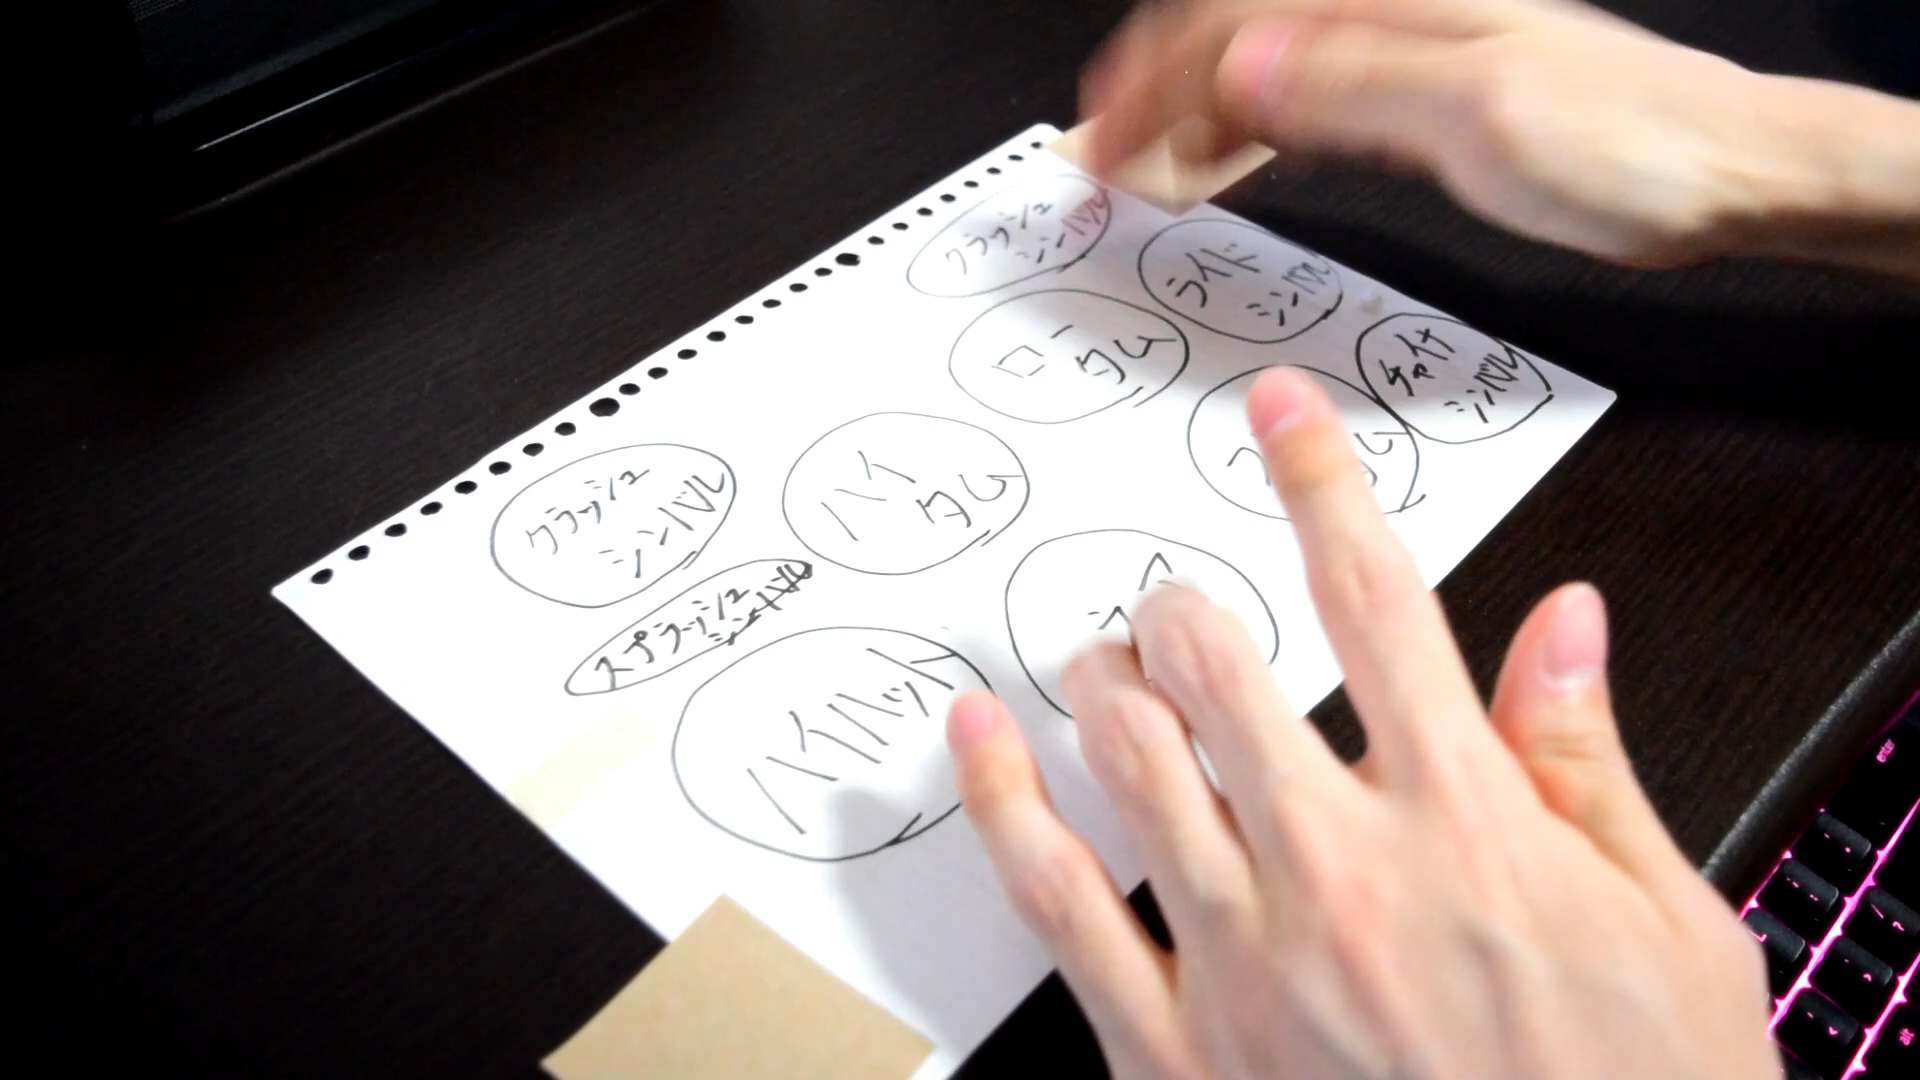 クラッシュ
シンバル
ライド
シンバル
チャイナ
シンバル
ロー
タム
ハイ
タム
クラッシュ
シンバル
スプラッシュ
シンバル
ハイハット
enter
alt